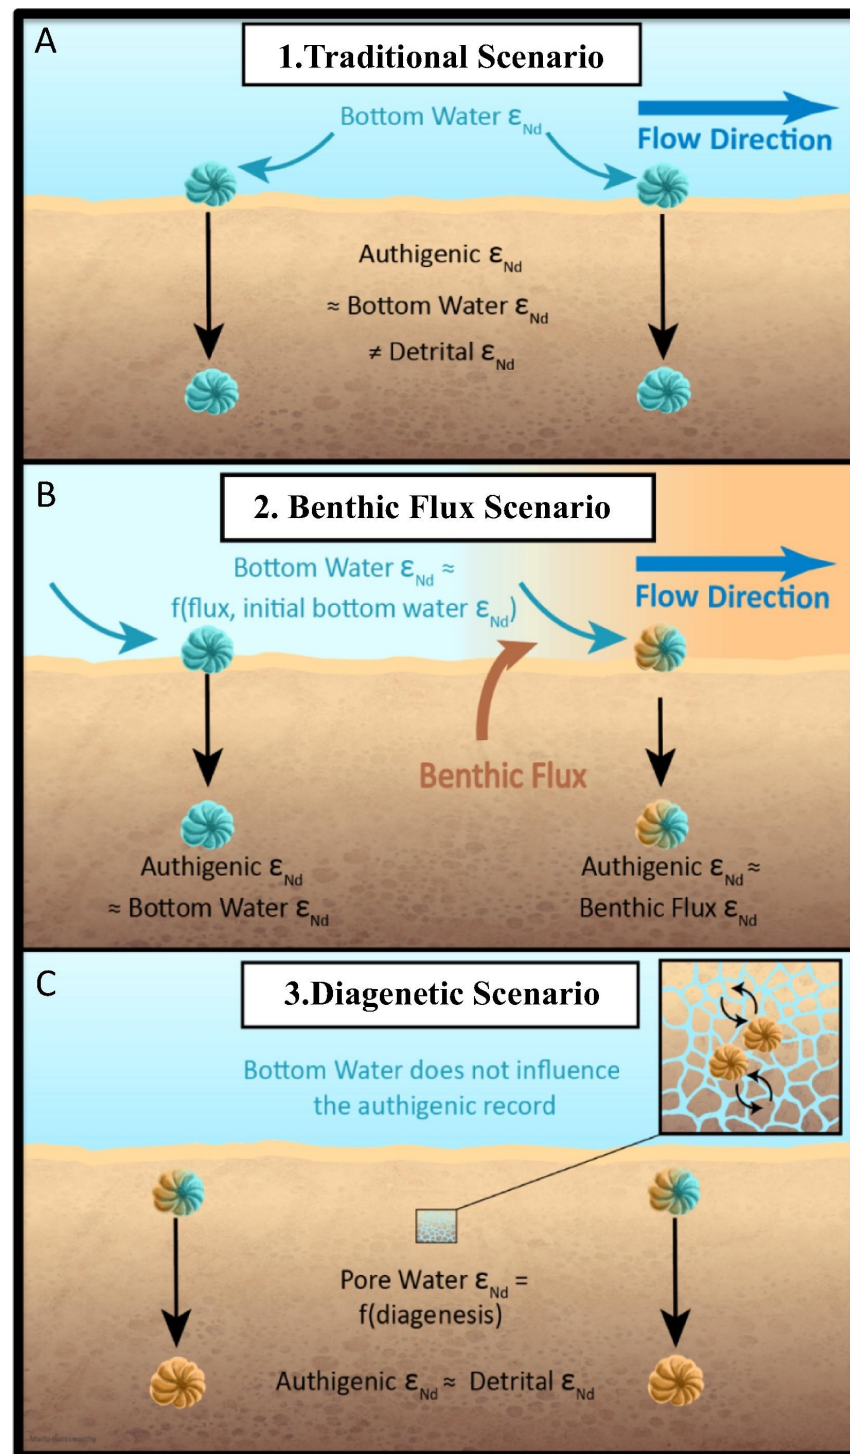 A
1.Traditional Scenario
Bottom Water εNd
Flow Direction
Authigenic εNd
≈ Bottom Water εNd
≠ Detrital εNd
B
2. Benthic Flux Scenario
Bottom Water εNd ≈
f(flux, initial bottom water εNd)
Flow Direction
Benthic Flux
Authigenic εNd
≈ Bottom Water εNd
Authigenic εNd ≈
Benthic Flux εNd
C
3.Diagenetic Scenario
Bottom Water does not influence
the authigenic record
Pore Water εNd =
f(diagenesis)
Authigenic εNd ≈ Detrital εNd